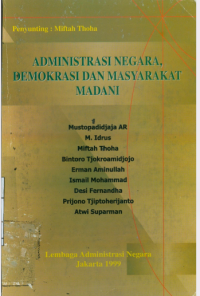 Penyunting : Miftah Thoha
ADMINISTRASI NEGARA,
DEMOKRASI DAN MASYARAKAT
MADANI
Mustopadidjaja AR
M. Idrus
Miftah Thoha
Bintoro Tjokroamidjojo
Erman Aminullah
Ismail Mohammad
Desi Fernandha
Prijono Tjiptoherijanto
Atwi Suparman
Lembaga Administrasi Negara
Jakarta 1999